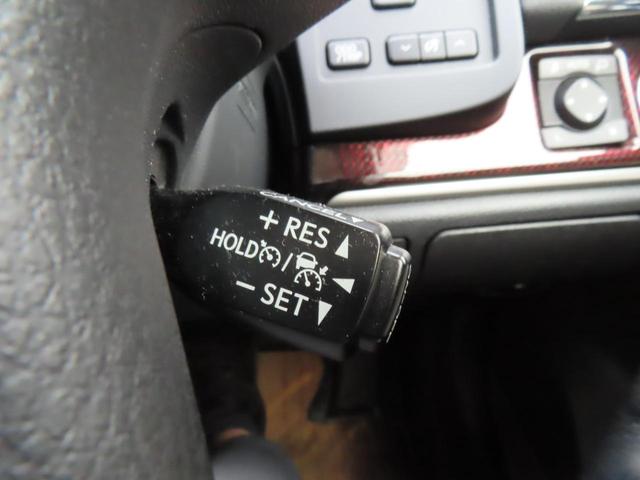 CANCEL
+ RES ▲
HOLD / ◀
− SET ▼